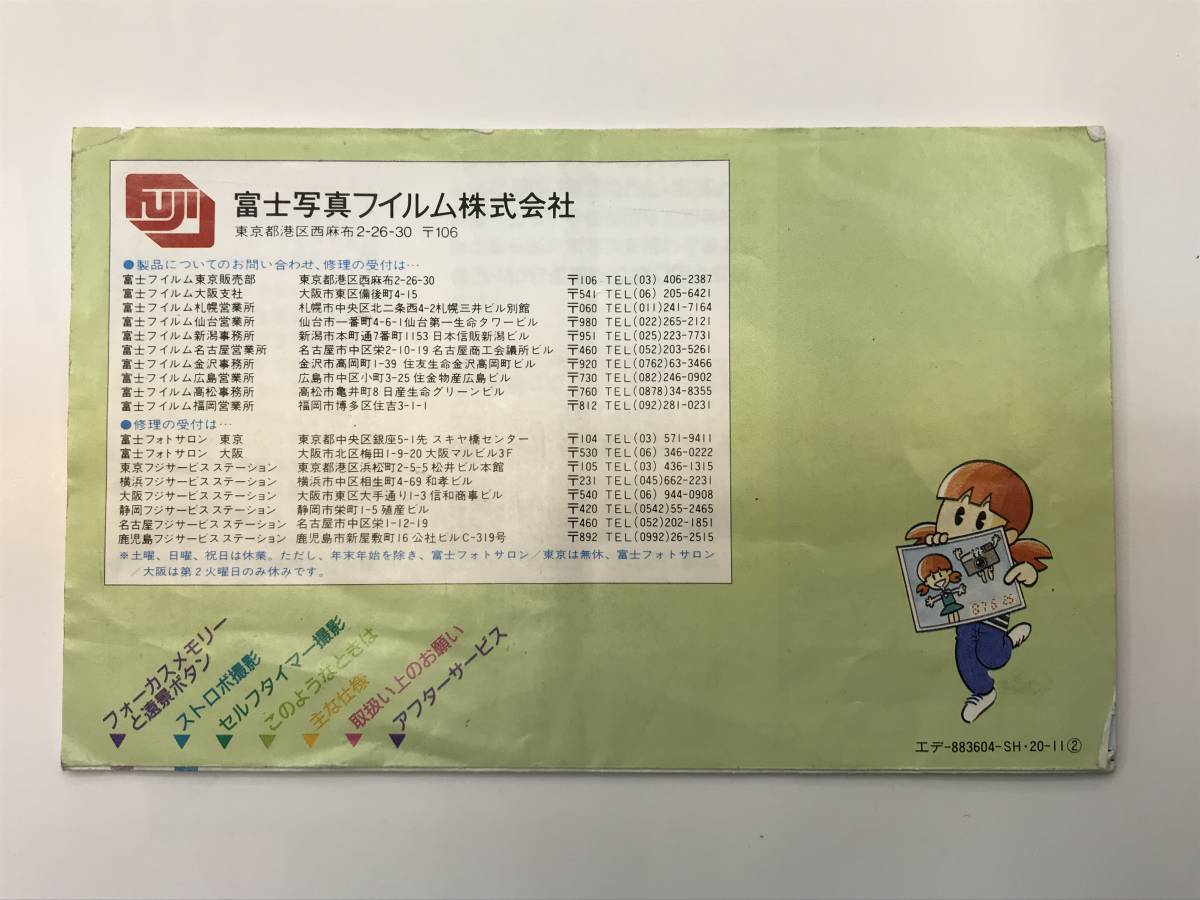 FUJI
富士写真フイルム株式会社
東京都港区西麻布2-26-30 〒106
●製品についてのお問い合わせ、修理の受付は…
富士フイルム東京販売部 東京都港区西麻布2-26-30 〒106 TEL(03) 406-2387
富士フイルム大阪支社 大阪市東区備後町4-15 〒541 TEL(06) 205-6421
富士フイルム札幌営業所 札幌市中央区北二条西4-2札幌三井ビル別館 〒060 TEL(011)241-7164
富士フイルム仙台営業所 仙台市一番町4-6-1仙台第一生命タワービル 〒980 TEL(022)265-2121
富士フイルム新潟事務所 新潟市本町通7番町1153 日本信販新潟ビル 〒951 TEL(025)223-7731
富士フイルム名古屋営業所 名古屋市中区栄2-10-19 名古屋商工会議所ビル 〒460 TEL(052)203-5261
富士フイルム金沢事務所 金沢市高岡町1-39 住友生命金沢高岡町ビル 〒920 TEL(0762)63-3466
富士フイルム広島営業所 広島市中区小町3-25 住金物産広島ビル 〒730 TEL(082)246-0902
富士フイルム高松事務所 高松市亀井町8 日産生命グリーンビル 〒760 TEL(0878)34-8355
富士フイルム福岡営業所 福岡市博多区住吉3-1-1 〒812 TEL(092)281-0231
●修理の受付は…
富士フォトサロン 東京 東京都中央区銀座5-1先 スキヤ橋センター 〒104 TEL(03) 571-9411
富士フォトサロン 大阪 大阪市北区梅田1-9-20 大阪マルビル3F 〒530 TEL(06) 346-0222
東京フジサービスステーション 東京都港区浜松町2-5-5 松井ビル本館 〒105 TEL(03) 436-1315
横浜フジサービスステーション 横浜市中区相生町4-69 和孝ビル 〒231 TEL(045)662-2231
大阪フジサービスステーション 大阪市東区大手通り1-3 信和商事ビル 〒540 TEL(06) 944-0908
静岡フジサービスステーション 静岡市栄町1-5 殖産ビル 〒420 TEL(0542)55-2465
名古屋フジサービスステーション 名古屋市中区栄1-12-19 〒460 TEL(052)202-1851
鹿児島フジサービスステーション 鹿児島市新屋敷町16 公社ビルC-319号 〒892 TEL(0992)26-2515
※土曜、日曜、祝日は休業。ただし、年末年始を除き、富士フォトサロン/東京は無休、富士フォトサロン
/大阪は第2火曜日のみ休みです。
フォーカスメモリー
と遠景ボタン
ストロボ撮影
セルフタイマー撮影
このようなときは
主な仕様
取扱い上のお願い
アフターサービス
87 6 25
エデ-883604-SH・20-11②